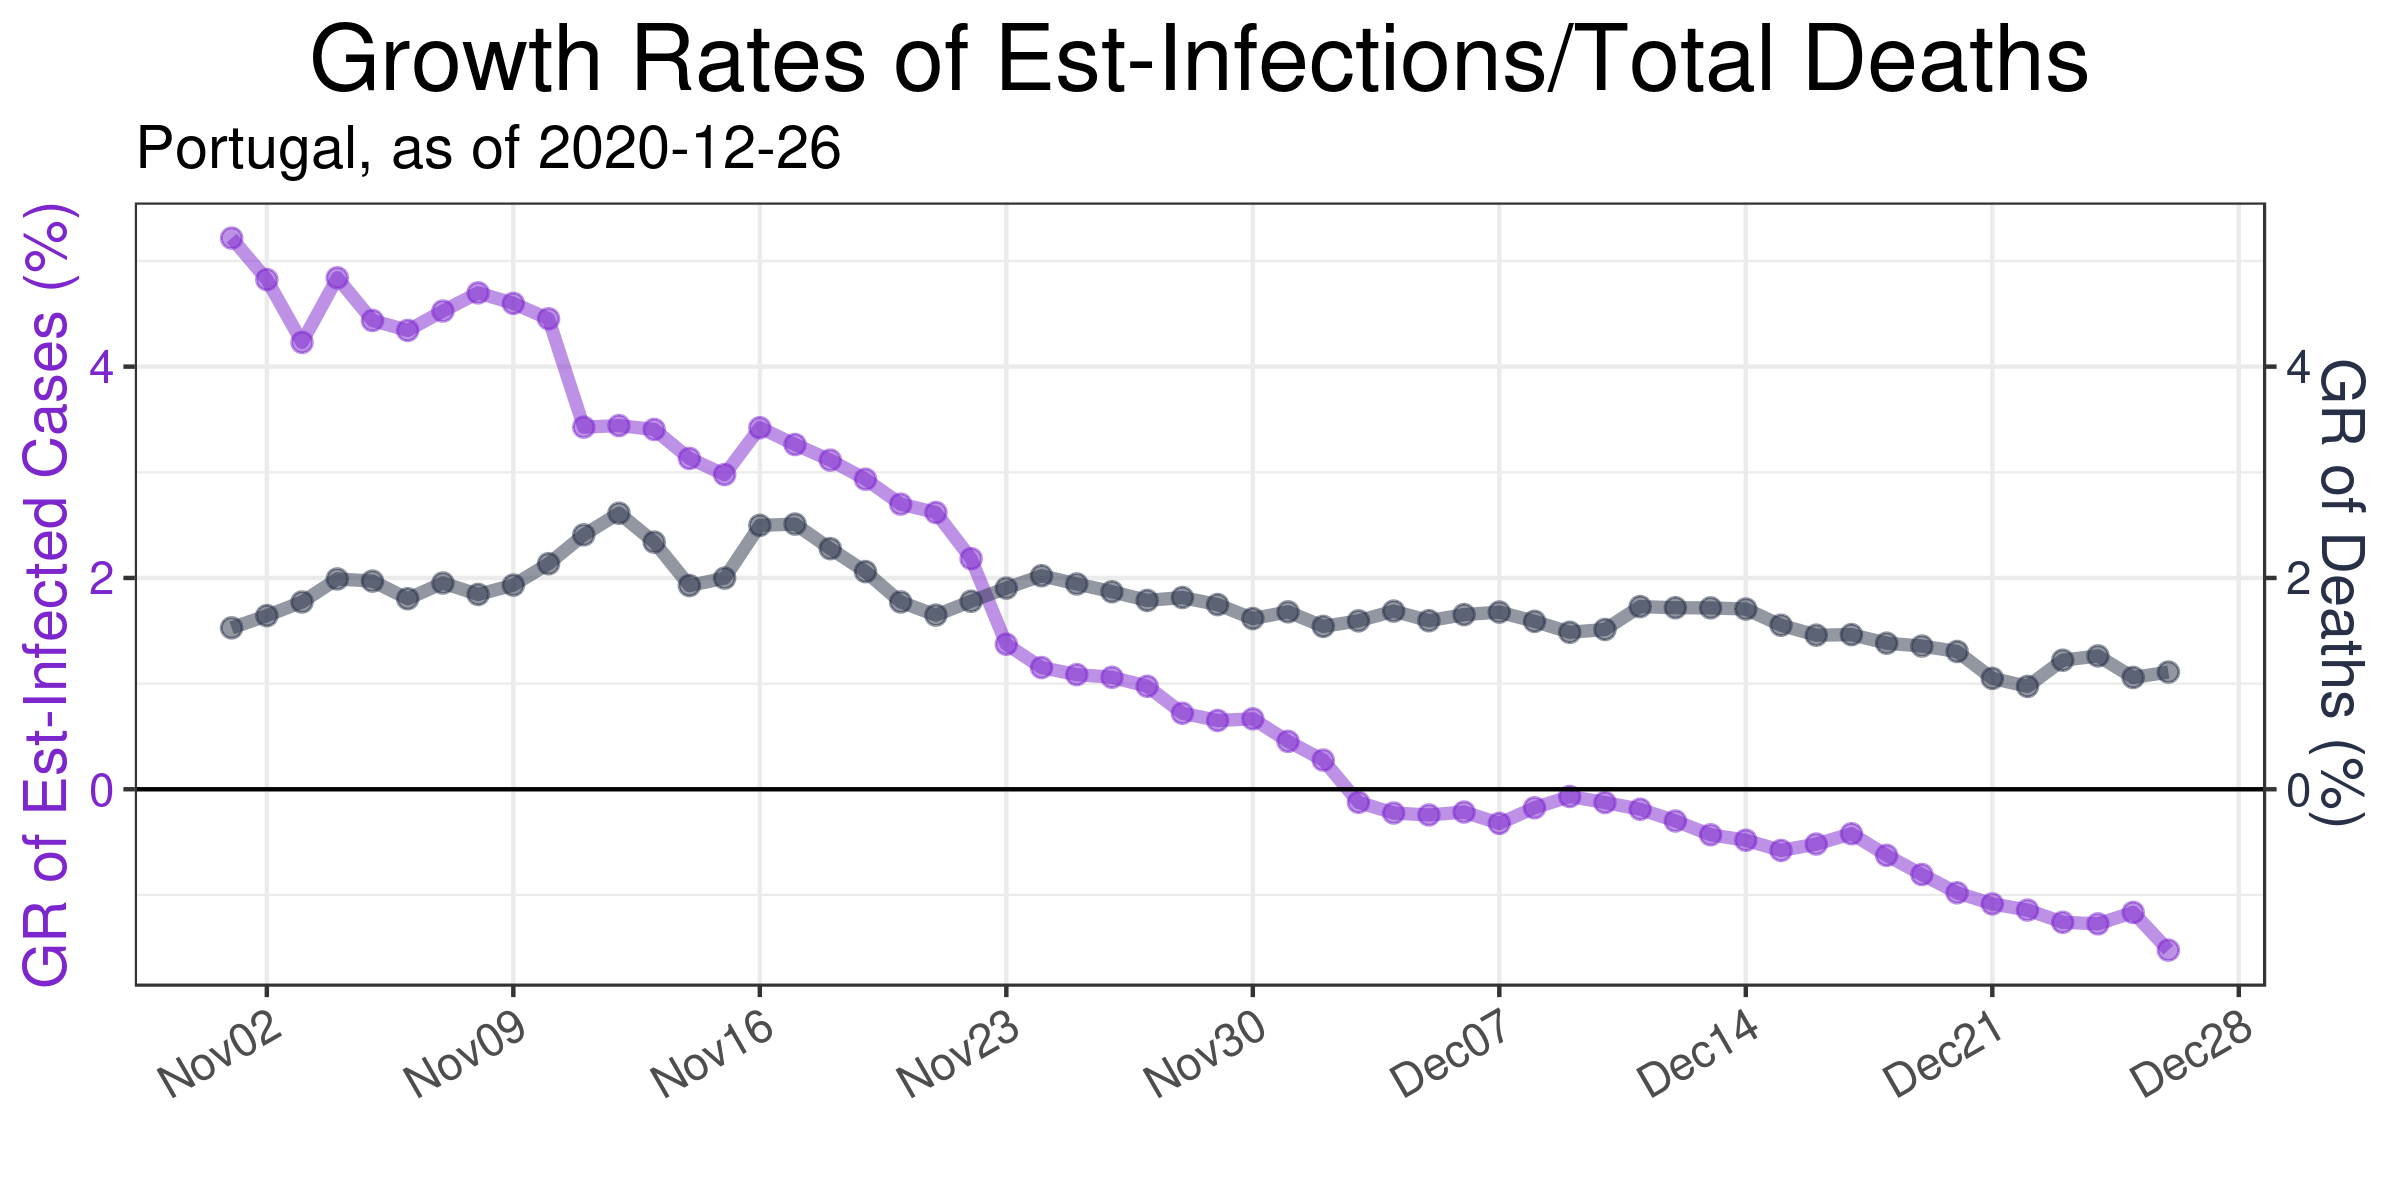 Growth Rates of Est-Infections/Total Deaths
Portugal, as of 2020-12-26
GR of Est-Infected Cases (%)
4
2
0
4
2
0
GR of Deaths (%)
Nov02
Nov09
Nov16
Nov23
Nov30
Dec07
Dec14
Dec21
Dec28